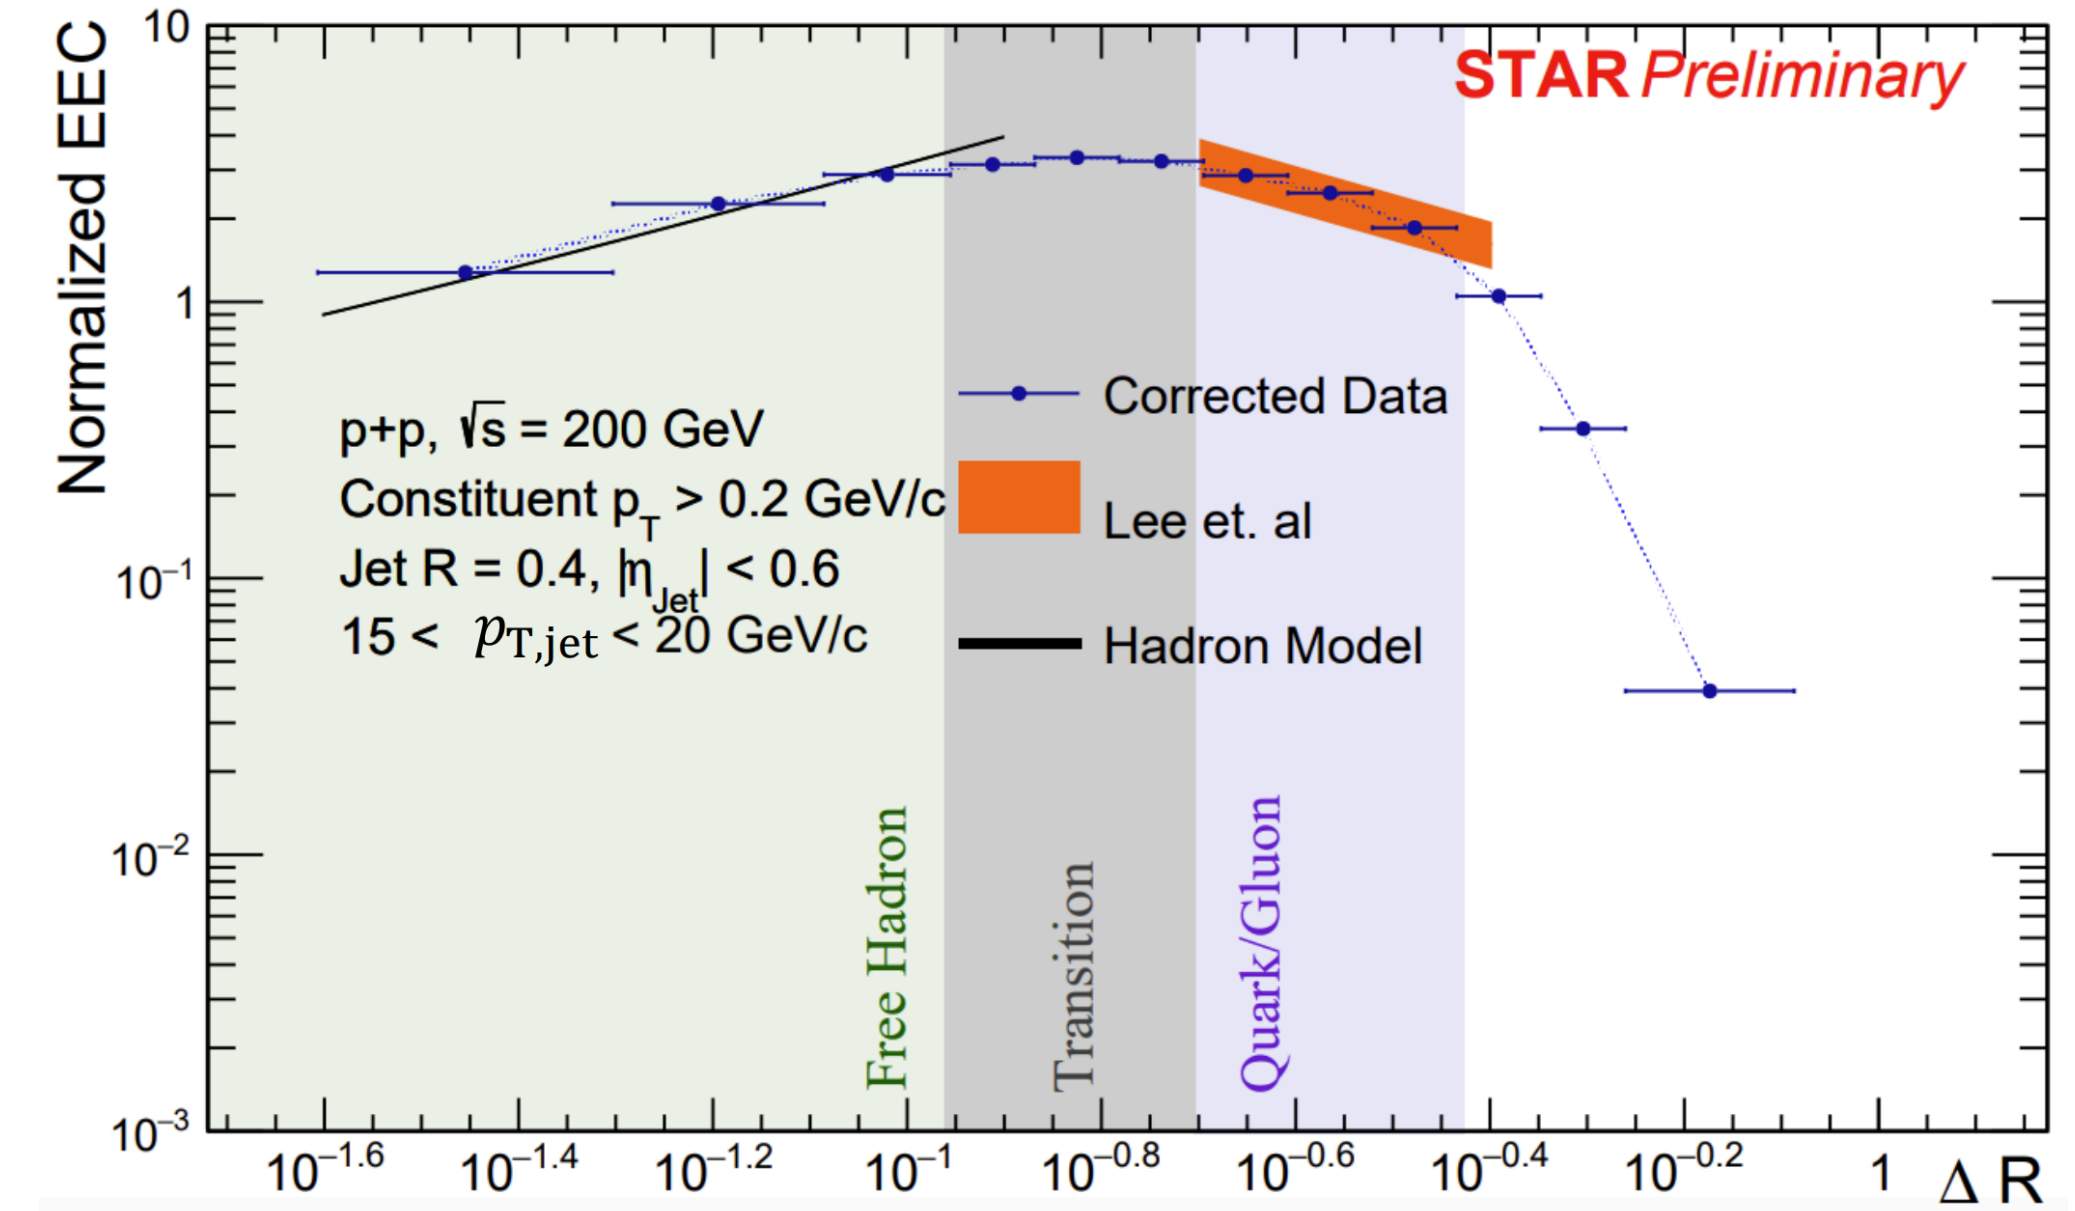 Normalized EEC
10
1
10⁻¹
10⁻²
10⁻³
STAR Preliminary
p+p, √s = 200 GeV
Constituent p_T > 0.2 GeV/c
Jet R = 0.4, |η_Jet| < 0.6
15 < p_T,jet < 20 GeV/c
Corrected Data
Lee et. al
Hadron Model
Free Hadron
Transition
Quark/Gluon
10⁻¹·⁶ 10⁻¹·⁴ 10⁻¹·² 10⁻¹ 10⁻⁰·⁸ 10⁻⁰·⁶ 10⁻⁰·⁴ 10⁻⁰·² 1 Δ R